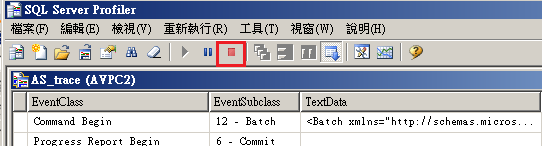 SQL Server Profiler
檔案(F) 編輯(E) 檢視(V) 重新執行(R) 工具(T) 視窗(W) 說明(H)
AS_trace (AVPC2)
EventClass EventSubclass TextData
Command Begin 12 - Batch <Batch xmlns="http://schemas.micros...
Progress Report Begin 6 - Commit